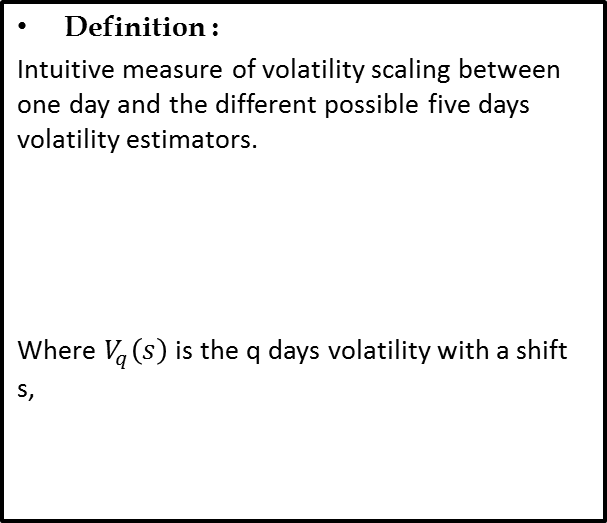 • Definition :
Intuitive measure of volatility scaling between
one day and the different possible five days
volatility estimators.
Where V_q(s) is the q days volatility with a shift
s,